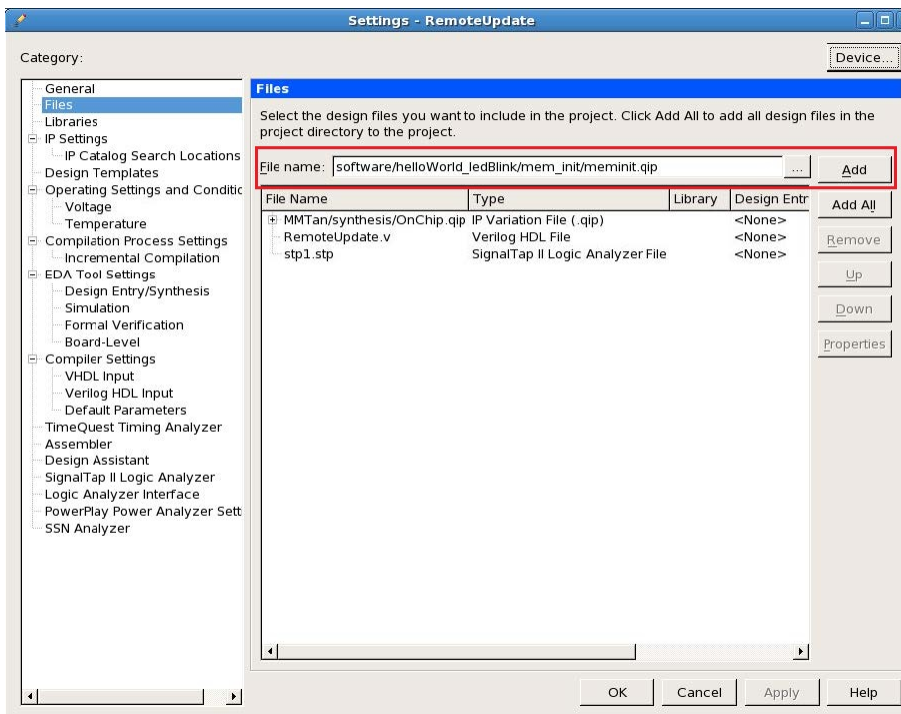 Settings - RemoteUpdate
Category:
Device...
General
Files
Libraries
IP Settings
IP Catalog Search Locations
Design Templates
Operating Settings and Conditic
Voltage
Temperature
Compilation Process Settings
Incremental Compilation
EDA Tool Settings
Design Entry/Synthesis
Simulation
Formal Verification
Board-Level
Compiler Settings
VHDL Input
Verilog HDL Input
Default Parameters
TimeQuest Timing Analyzer
Assembler
Design Assistant
SignalTap II Logic Analyzer
Logic Analyzer Interface
PowerPlay Power Analyzer Sett
SSN Analyzer
Files
Select the design files you want to include in the project. Click Add All to add all design files in the
project directory to the project.
File name: software/helloWorld_ledBlink/mem_init/meminit.qip ... Add
File Name Type Library Design Entr
MMTan/synthesis/OnChip.qip IP Variation File (.qip) <None>
RemoteUpdate.v Verilog HDL File <None>
stp1.stp SignalTap II Logic Analyzer File <None>
Add All
Remove
Up
Down
Properties
OK Cancel Apply Help